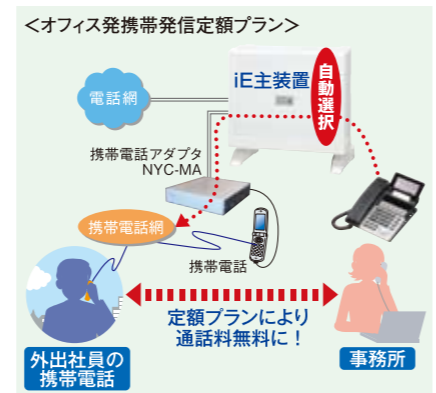 ＜オフィス発携帯発信定額プラン＞
iE主装置
自動選択
電話網
携帯電話アダプタ
NYC-MA
携帯電話網
携帯電話
定額プランにより
通話料無料に！
外出社員の
携帯電話
事務所